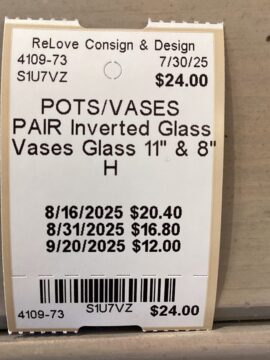 ReLove Consign & Design
4109-73 7/30/25
S1U7VZ $24.00
POTS/VASES
PAIR Inverted Glass
Vases Glass 11" & 8"
H
8/16/2025 $20.40
8/31/2025 $16.80
9/20/2025 $12.00
S1U7VZ
4109-73 $24.00